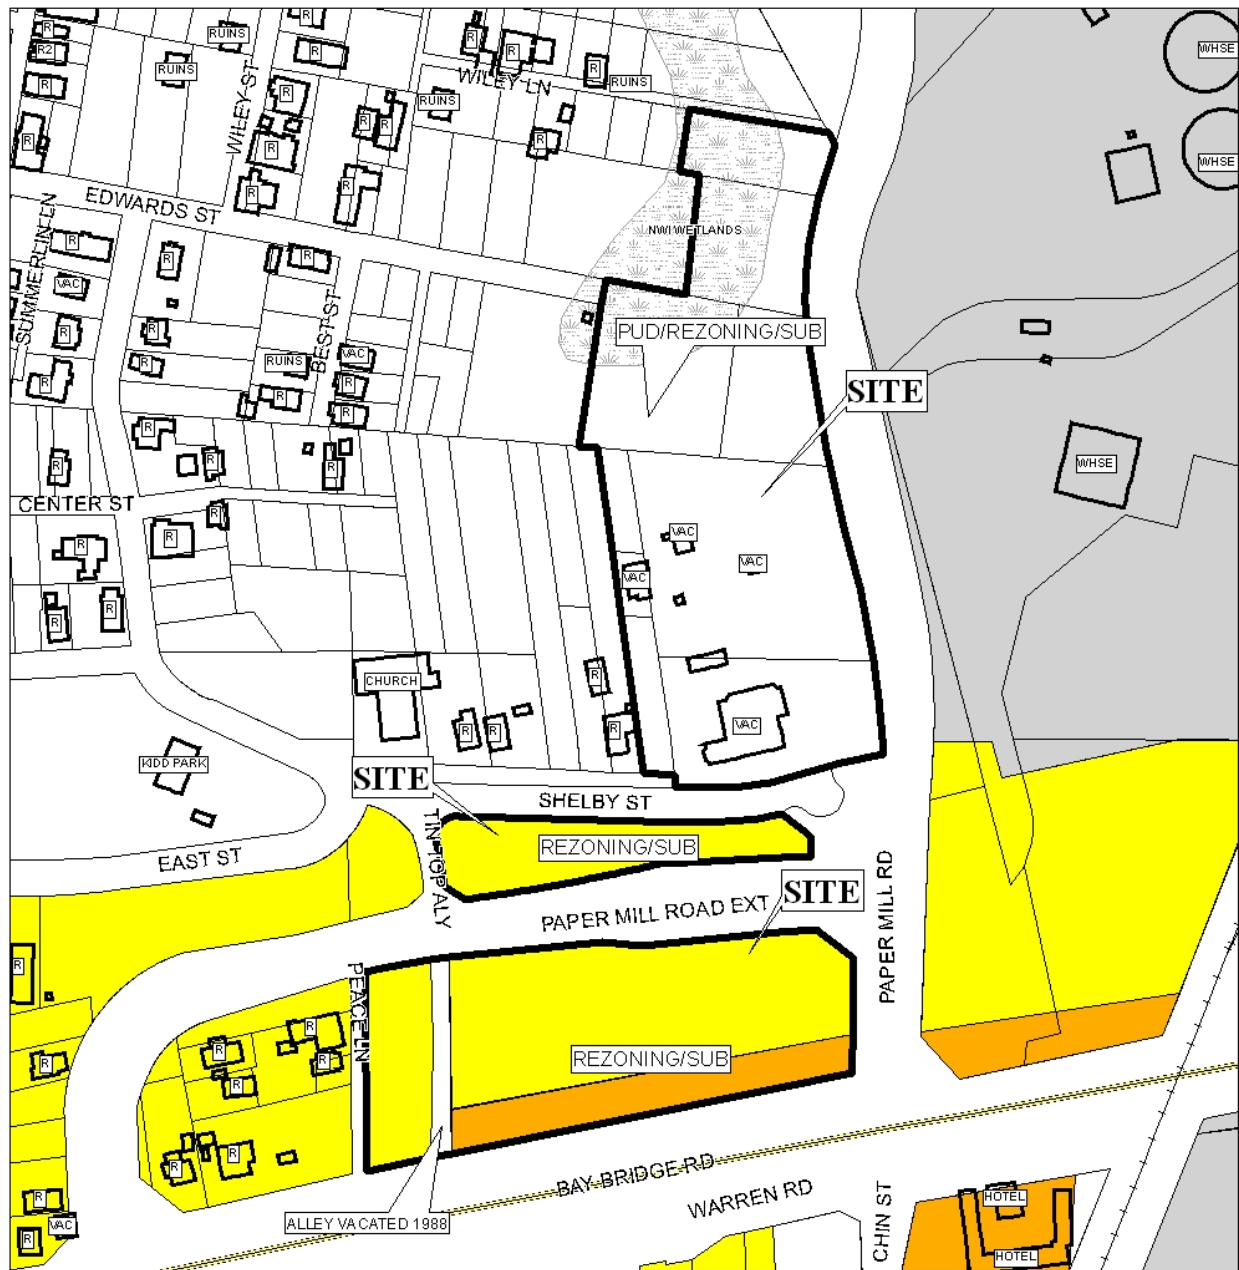 R
R
RUINS
R
R
WHSE
R2
R
R
RUINS
WILEY LN
RUINS
R
R
RUINS
WILEY ST
R
R
R
R
R
R
WHSE
R
EDWARDS ST
R
R
NWI WETLANDS
SUMMERLIN LN
R
R
R
VAC
BEST ST
R
R
PUD/REZONING/SUB
RUINS
VAC
R
R
R
R
SITE
R
R
R
R
R
R
WHSE
CENTER ST
R
R
R
VAC
VAC
VAC
R
R
R
CHURCH
R
R
R
R
VAC
KIDD PARK
SITE
SHELBY ST
TIN TOP ALY
REZONING/SUB
EAST ST
SITE
PAPER MILL ROAD EXT
PAPER MILL RD
R
PEACE LN
R
R
R
R
R
REZONING/SUB
R
R
BAY BRIDGE RD
R
VAC
WARREN RD
HOTEL
ALLEY VACATED 1988
CHIN ST
R
HOTEL